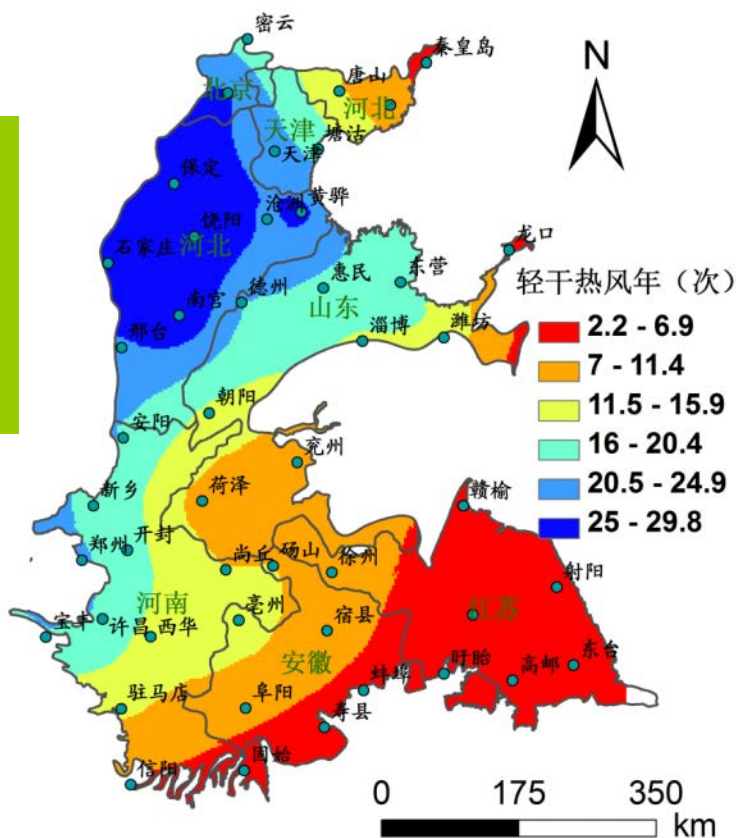 密云
秦皇岛
N
唐山
北京
河北
天津
塘沽
天津
保定
沧洲
黄骅
饶阳
河北
石家庄
龙口
轻干热风年（次）
惠民
东营
德州
山东
南宫
2.2 - 6.9
淄博
潍坊
邢台
7 - 11.4
11.5 - 15.9
朝阳
16 - 20.4
安阳
兖州
20.5 - 24.9
新乡
荷泽
赣榆
25 - 29.8
郑州
开封
尚丘
砀山
徐州
射阳
河南
亳州
江苏
宝丰
许昌
西华
宿县
安徽
盱眙
东台
蚌埠
高邮
驻马店
阜阳
寿县
固始
信阳
0
175
350
km